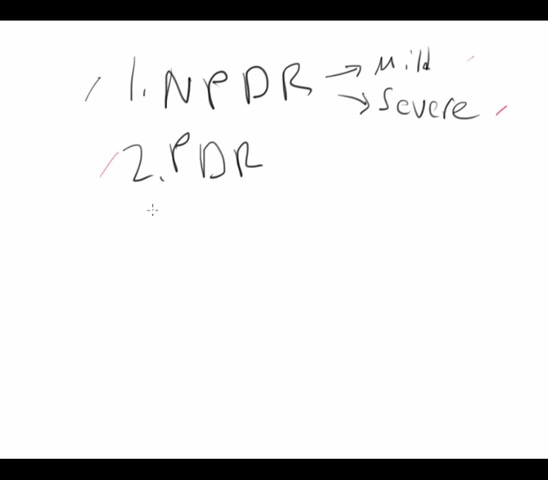 1. NPDR → Mild
→ Severe
2. PDR